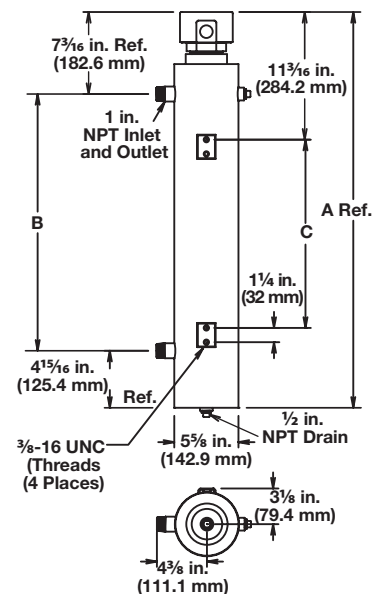 7³⁄₁₆ in. Ref.
(182.6 mm)
11³⁄₁₆ in.
(284.2 mm)
1 in.
NPT Inlet
and Outlet
A Ref.
B
C
1¼ in.
(32 mm)
4¹⁵⁄₁₆ in.
(125.4 mm)
Ref.
½ in.
NPT Drain
⅜-16 UNC
(Threads
(4 Places)
5⅝ in.
(142.9 mm)
3⅛ in.
(79.4 mm)
4⅜ in.
(111.1 mm)